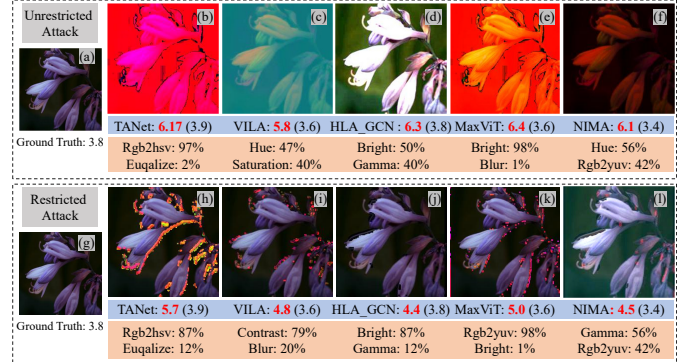 Unrestricted
Attack
(a)
Ground Truth: 3.8
(b) (c) (d) (e) (f)
TANet: 6.17 (3.9) VILA: 5.8 (3.6) HLA_GCN : 6.3 (3.8) MaxViT: 6.4 (3.6) NIMA: 6.1 (3.4)
Rgb2hsv: 97% Hue: 47% Bright: 50% Bright: 98% Hue: 56%
Euqalize: 2% Saturation: 40% Gamma: 40% Blur: 1% Rgb2yuv: 42%
Restricted
Attack
(g)
Ground Truth: 3.8
(h) (i) (j) (k) (l)
TANet: 5.7 (3.9) VILA: 4.8 (3.6) HLA_GCN: 4.4 (3.8) MaxViT: 5.0 (3.6) NIMA: 4.5 (3.4)
Rgb2hsv: 87% Contrast: 79% Bright: 87% Rgb2yuv: 98% Gamma: 56%
Euqalize: 12% Blur: 20% Gamma: 12% Bright: 1% Rgb2yuv: 42%